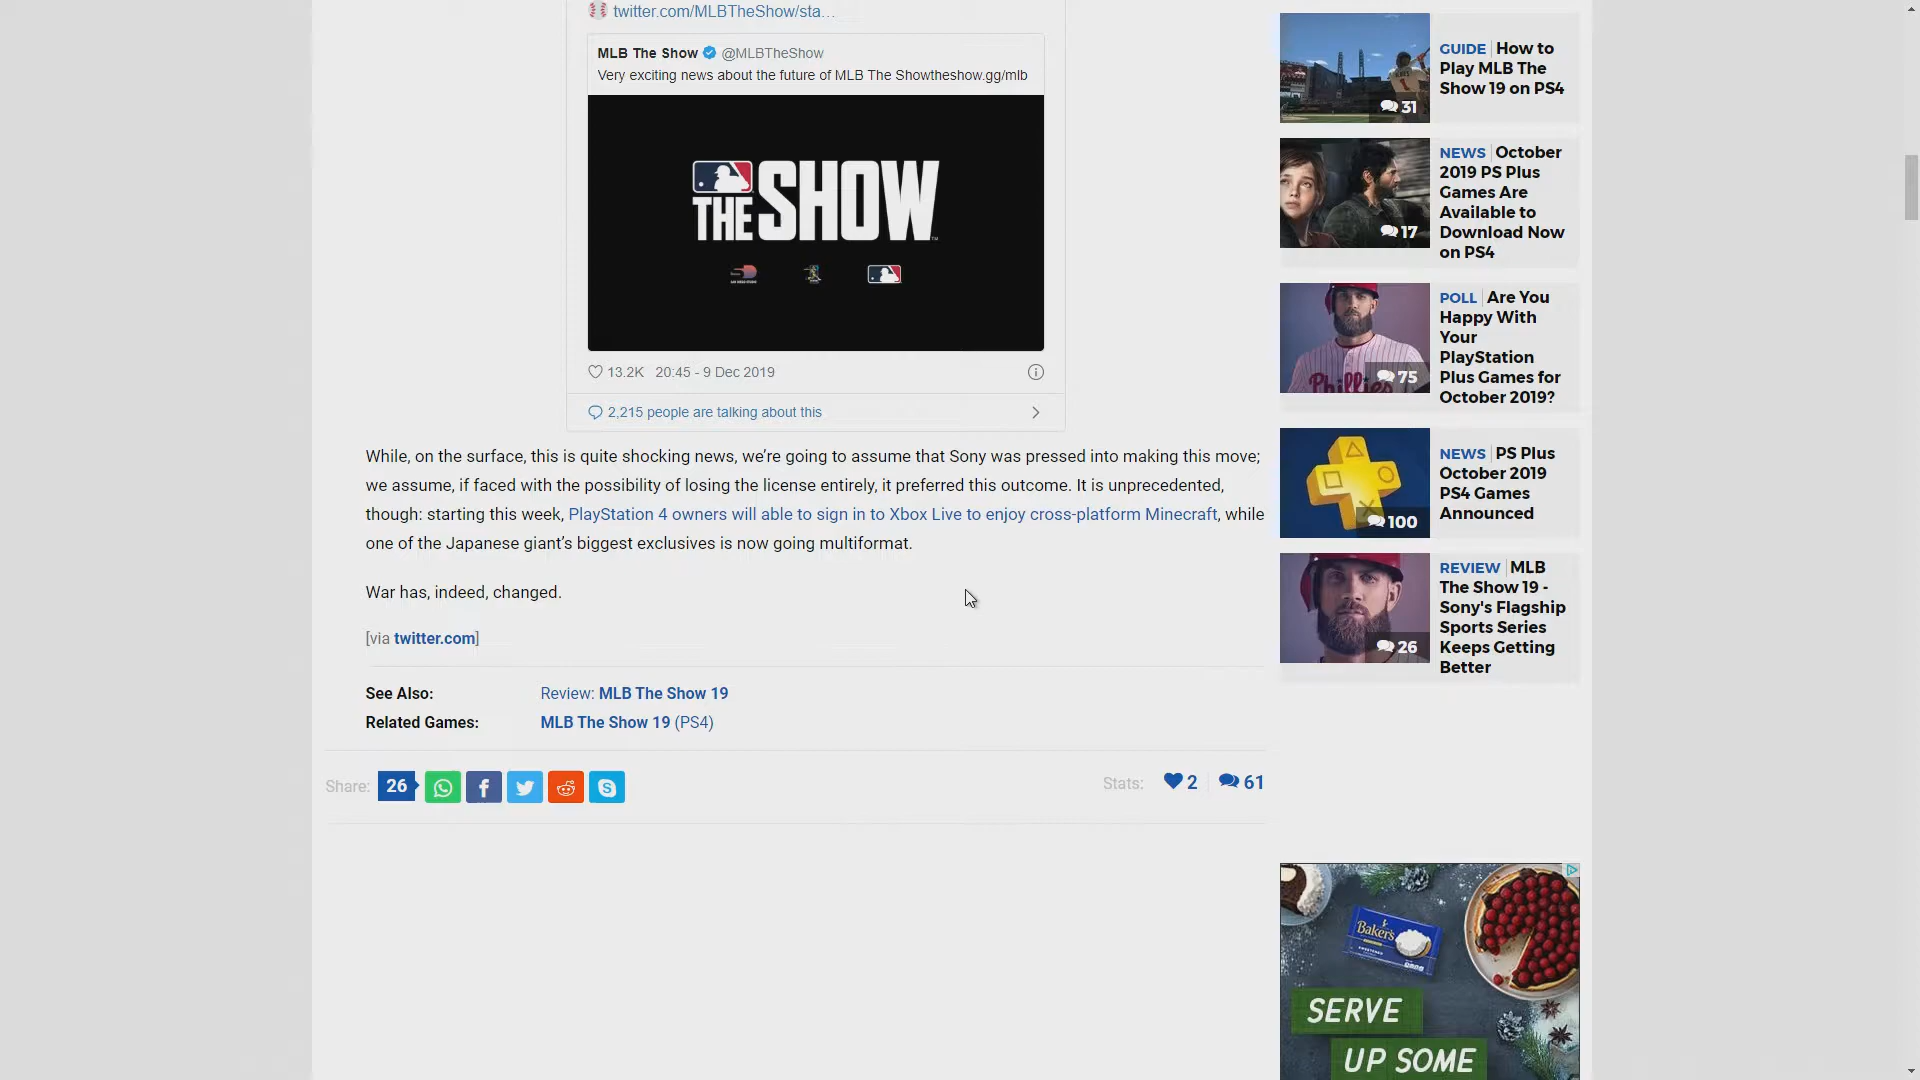 twitter.com/MLBTheShow/sta…
MLB The Show @MLBTheShow
Very exciting news about the future of MLB The Showtheshow.gg/mlb
THE SHOW
13.2K 20:45 - 9 Dec 2019
2,215 people are talking about this
While, on the surface, this is quite shocking news, we’re going to assume that Sony was pressed into making this move;
we assume, if faced with the possibility of losing the license entirely, it preferred this outcome. It is unprecedented,
though: starting this week, PlayStation 4 owners will able to sign in to Xbox Live to enjoy cross-platform Minecraft, while
one of the Japanese giant’s biggest exclusives is now going multiformat.
War has, indeed, changed.
[via twitter.com]
See Also: Review: MLB The Show 19
Related Games: MLB The Show 19 (PS4)
Share: 26
Stats: 2 61
GUIDE How to
Play MLB The
Show 19 on PS4
31
NEWS October
2019 PS Plus
Games Are
Available to
Download Now
on PS4
17
POLL Are You
Happy With
Your
PlayStation
Plus Games for
October 2019?
75
Phillies
NEWS PS Plus
October 2019
PS4 Games
Announced
100
REVIEW MLB
The Show 19 -
Sony's Flagship
Sports Series
Keeps Getting
Better
26
Baker's
SERVE
UP SOME